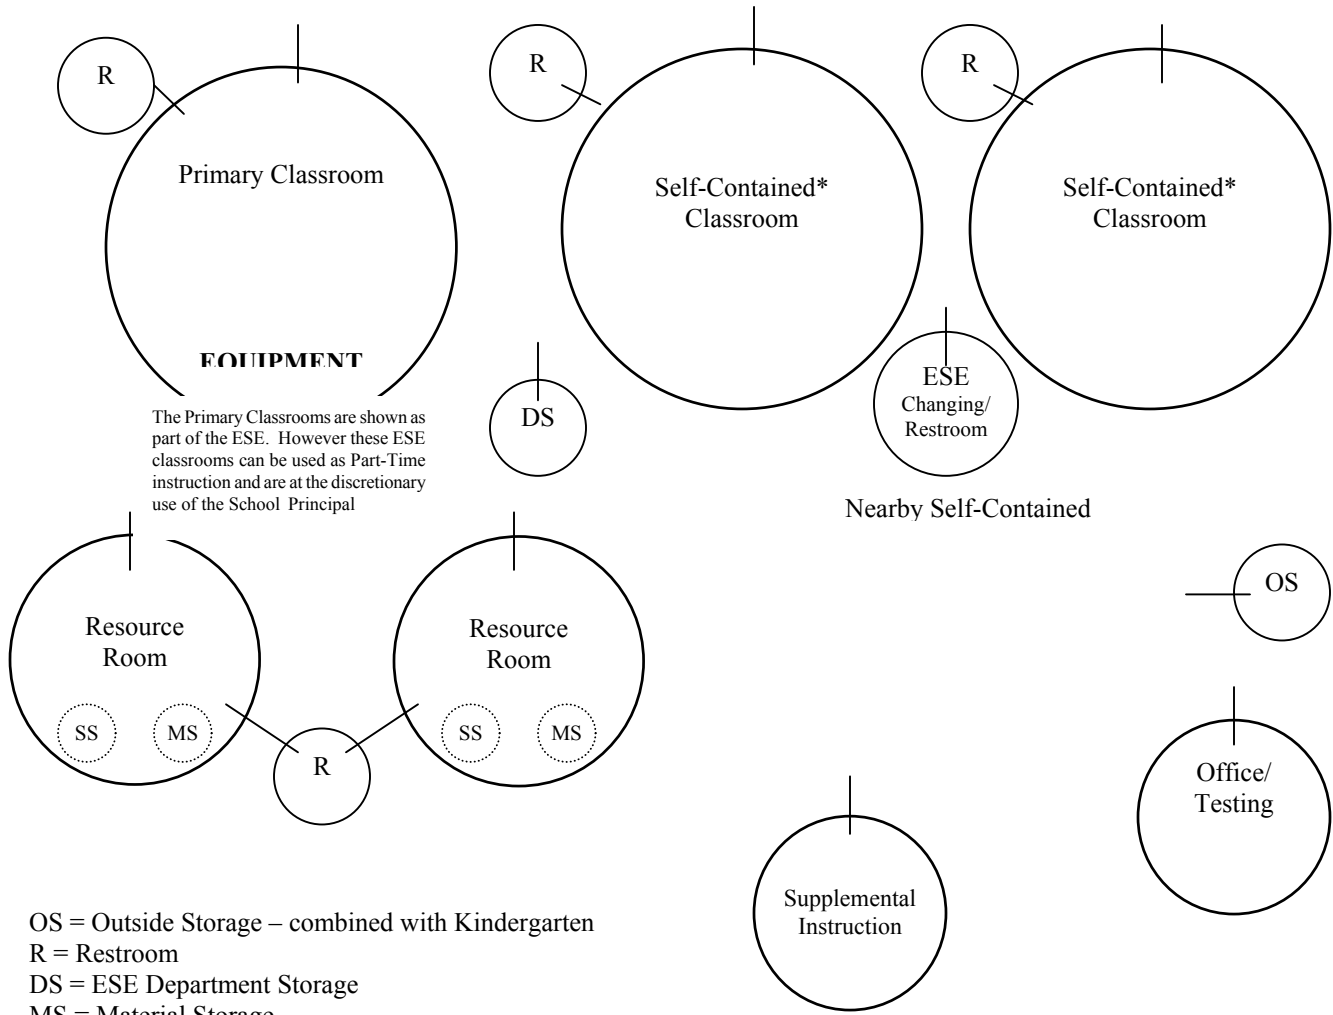 R
Primary Classroom
EQUIPMENT
The Primary Classrooms are shown as
part of the ESE. However these ESE
classrooms can be used as Part-Time
instruction and are at the discretionary
use of the School Principal
R
Self-Contained*
Classroom
R
Self-Contained*
Classroom
DS
ESE
Changing/
Restroom
Nearby Self-Contained
Resource
Room
SS
MS
R
Resource
Room
SS
MS
OS
Office/
Testing
Supplemental
Instruction
OS = Outside Storage – combined with Kindergarten
R = Restroom
DS = ESE Department Storage
MS = Material Storage